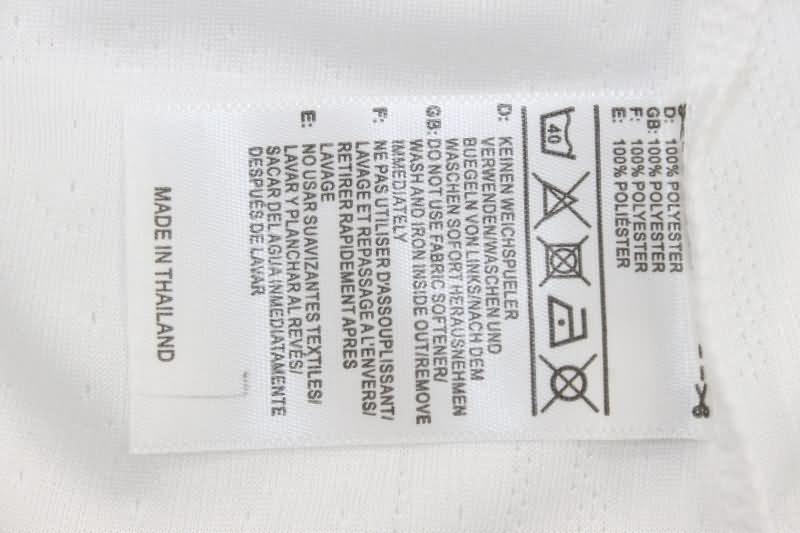 D: 100% POLYESTER
GB: 100% POLYESTER
F: 100% POLYESTER
E: 100% POLIÉSTER
40
D: KEINEN WEICHSPUELER
VERWENDEN/WASCHEN UND
BUEGELN VON LINKS/NACH DEM
WASCHEN SOFORT HERAUSNEHMEN
GB: DO NOT USE FABRIC SOFTENER/
WASH AND IRON INSIDE OUT/REMOVE
IMMEDIATELY
F: NE PAS UTILISER D'ASSOUPLISSANT/
LAVAGE ET REPASSAGE A L'ENVERS/
RETIRER RAPIDEMENT APRES
LAVAGE
E: NO USAR SUAVIZANTES TEXTILES/
LAVAR Y PLANCHAR AL REVÉS/
SACAR DEL AGUA INMEDIATAMENTE
DESPUÉS DE LAVAR
MADE IN THAILAND